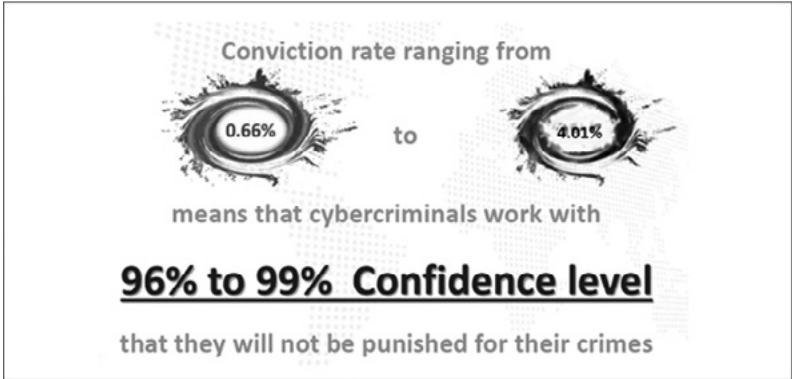 Conviction rate ranging from
0.66% to 4.01%
means that cybercriminals work with
96% to 99% Confidence level
that they will not be punished for their crimes